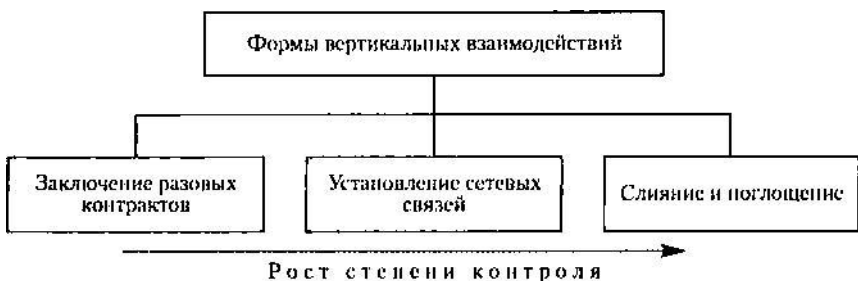 Формы вертикальных взаимодействий
Заключение разовых
контрактов
Установление сетевых
связей
Слияние и поглощение
Рост степени контроля